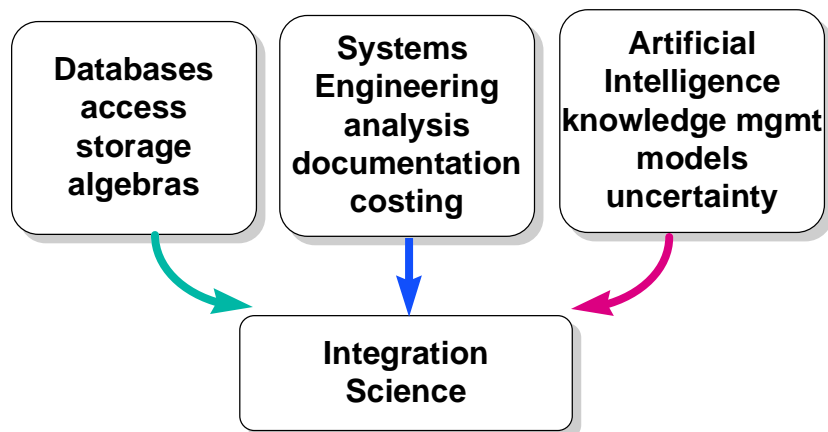 Databases
access
storage
algebras
Systems
Engineering
analysis
documentation
costing
Artificial
Intelligence
knowledge mgmt
models
uncertainty
Integration
Science